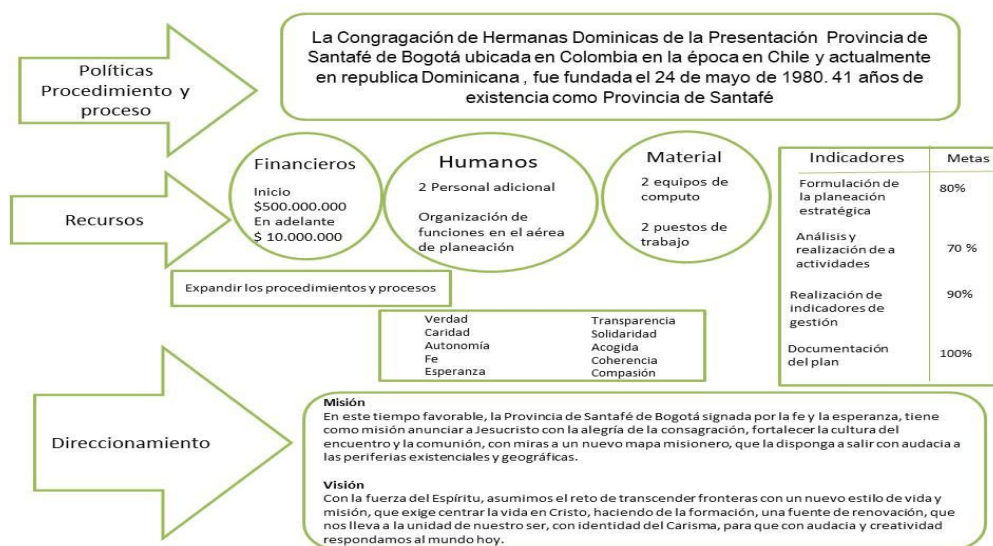 La Congragación de Hermanas Dominicas de la Presentación Provincia de
Santafé de Bogotá ubicada en Colombia en la época en Chile y actualmente
en republica Dominicana , fue fundada el 24 de mayo de 1980. 41 años de
existencia como Provincia de Santafé
Políticas
Procedimiento y
proceso
Recursos
Financieros
Inicio
$500.000.000
En adelante
$ 10.000.000
Humanos
2 Personal adicional
Organización de
funciones en el aérea
de planeación
Material
2 equipos de
computo
2 puestos de
trabajo
Indicadores Metas
Formulación de
la planeación
estratégica
80%
Análisis y
realización de a
actividades
70 %
Realización de
indicadores de
gestión
90%
Documentación
del plan
100%
Expandir los procedimientos y procesos
Verdad Transparencia
Caridad Solidaridad
Autonomía Acogida
Fe Coherencia
Esperanza Compasión
Direccionamiento
Misión
En este tiempo favorable, la Provincia de Santafé de Bogotá signada por la fe y la esperanza, tiene
como misión anunciar a Jesucristo con la alegría de la consagración, fortalecer la cultura del
encuentro y la comunión, con miras a un nuevo mapa misionero, que la disponga a salir con audacia a
las periferias existenciales y geográficas.
Visión
Con la fuerza del Espíritu, asumimos el reto de transcender fronteras con un nuevo estilo de vida y
misión, que exige centrar la vida en Cristo, haciendo de la formación, una fuente de renovación, que
nos lleva a la unidad de nuestro ser, con identidad del Carisma, para que con audacia y creatividad
respondamos al mundo hoy.